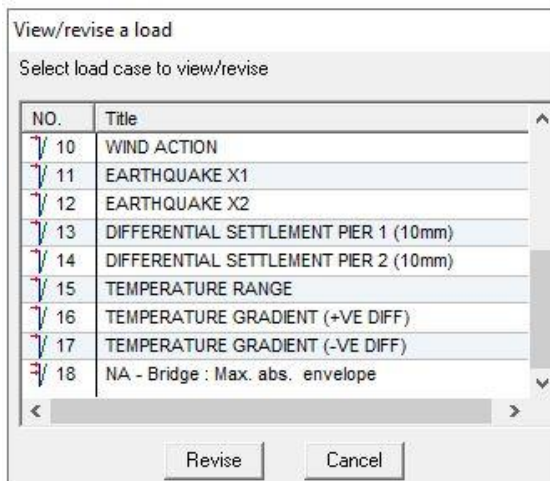 View/revise a load
Select load case to view/revise
NO. Title
10 WIND ACTION
11 EARTHQUAKE X1
12 EARTHQUAKE X2
13 DIFFERENTIAL SETTLEMENT PIER 1 (10mm)
14 DIFFERENTIAL SETTLEMENT PIER 2 (10mm)
15 TEMPERATURE RANGE
16 TEMPERATURE GRADIENT (+VE DIFF)
17 TEMPERATURE GRADIENT (-VE DIFF)
18 NA - Bridge : Max. abs. envelope
Revise Cancel